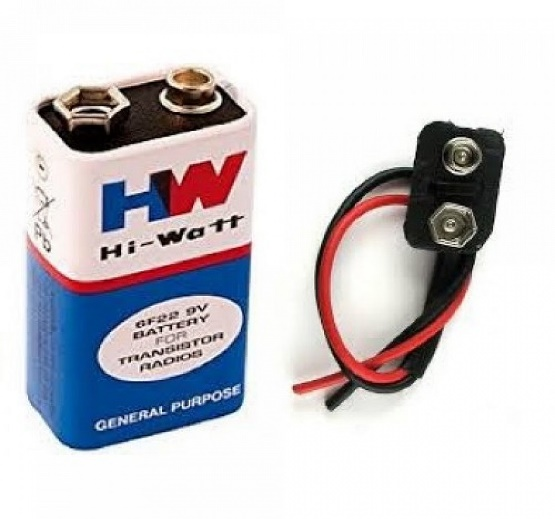 HW
Hi-Watt
6F22 9V
BATTERY
FOR
TRANSISTOR
RADIOS
GENERAL PURPOSE